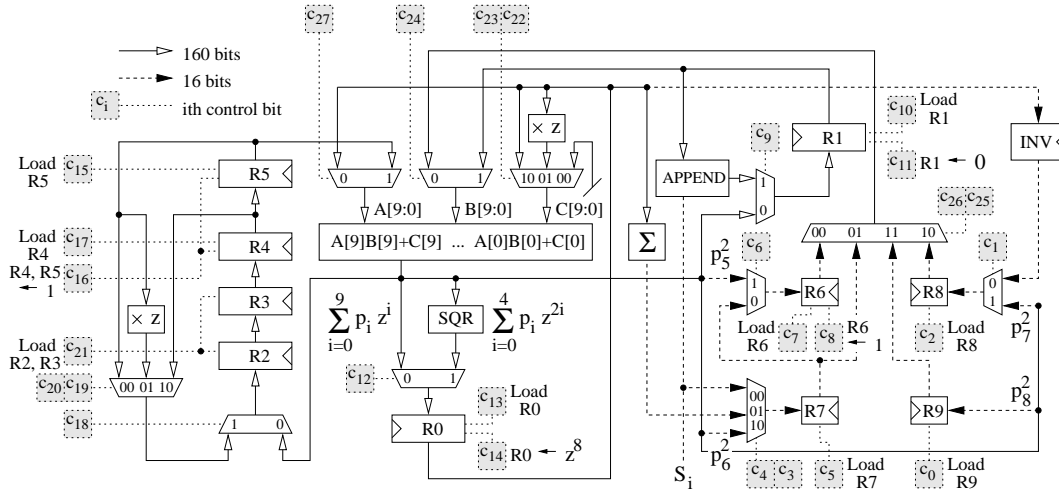 c27 c24 c23 c22
160 bits
16 bits
ci ith control bit
c10 Load R1
c11 R1 ← 0
c9
× z
R1
INV
Load R5 c15
R5
0 1
0 1
10 01 00
APPEND
1
0
c26 c25
A[9:0] B[9:0] C[9:0]
A[9]B[9]+C[9] ... A[0]B[0]+C[0]
Σ
00 01 11 10
Load R4 c17
R4
R4, R5 ← 1 c16
c6
c1
p5^2
1
0
R6
R8
0
1
p7^2
R3
× z
9 Σ i=0 p_i z^i
SQR
4 Σ i=0 p_i z^2i
Load R6 c7
c8 R6 ← 1
c2 Load R8
Load R2, R3 c21
R2
c20 c19
00 01 10
c12
0 1
00
01
10
R7
R9
p8^2
c18
1 0
R0
c13 Load R0
c14 R0 ← z^8
p6^2
S_i
c4 c3
c5 Load R7
c0 Load R9